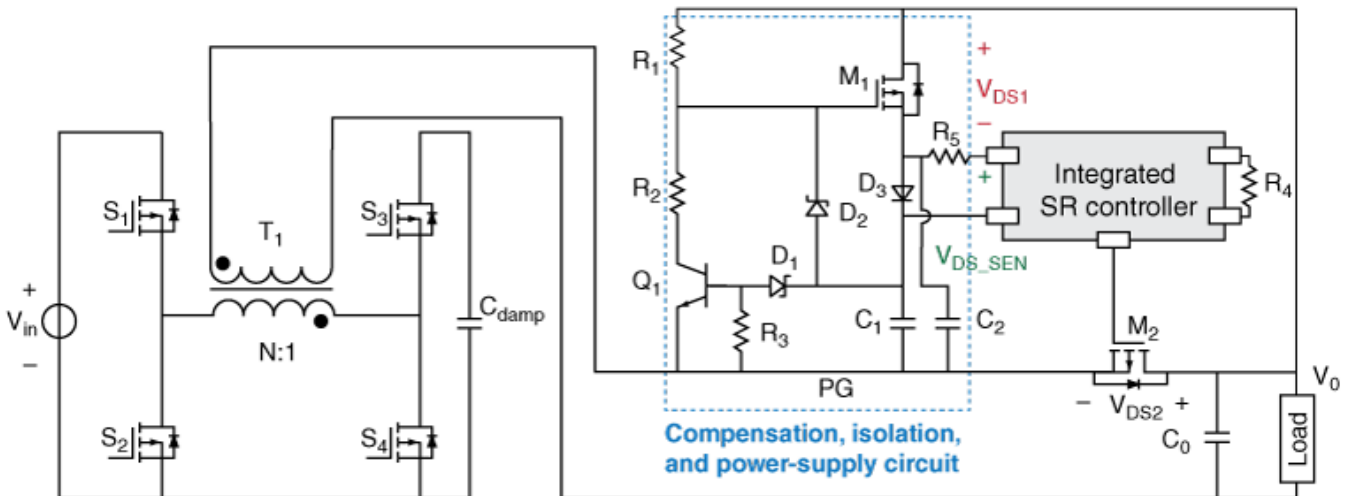 R1
M1
+
VDS1
−
R5
R2
D3
+
Integrated
SR controller
R4
S1
S3
T1
D2
VDS_SEN
D1
Q1
+
Vin
−
Cdamp
C1
C2
M2
N:1
R3
PG
V0
− VDS2 +
S2
S4
C0
Load
Compensation, isolation,
and power-supply circuit